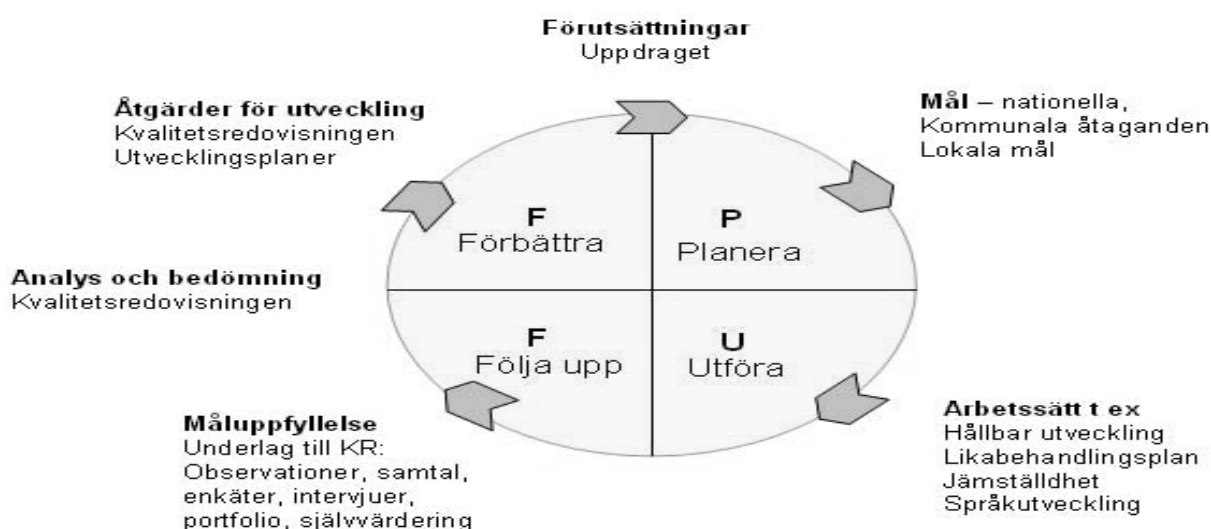 Förutsättningar
Uppdraget
Åtgärder för utveckling
Kvalitetsredovisningen
Utvecklingsplaner
Mål – nationella,
Kommunala åtaganden
Lokala mål
F
Förbättra
P
Planera
Analys och bedömning
Kvalitetsredovisningen
F
Följa upp
U
Utföra
Måluppfyllelse
Underlag till KR:
Observationer, samtal,
enkäter, intervjuer,
portfolio, självvärdering
Arbetssätt t ex
Hållbar utveckling
Likabehandlingsplan
Jämställdhet
Språkutveckling